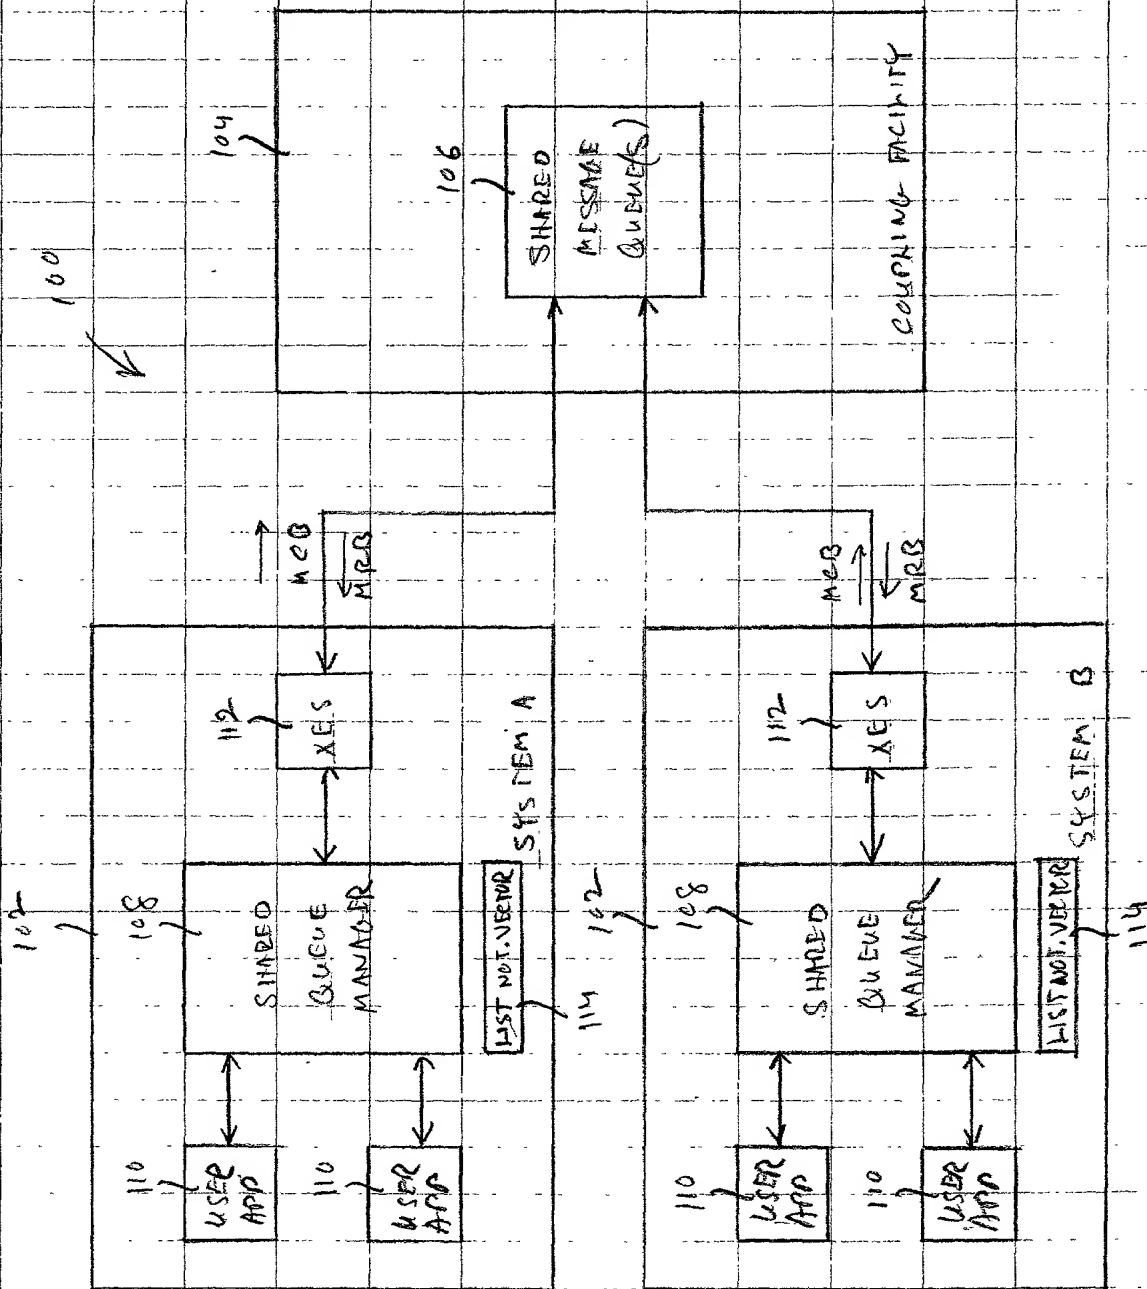 100
102
110
USER
APP
110
USER
APP
108
SHARED
QUEUE
MANAGER
LIST NOT. VECTOR
114
112
XES
SYSTEM A
MCB
MRB
102
110
USER
APP
110
USER
APP
108
SHARED
QUEUE
MANAGER
LIST NOT. VECTOR
114
112
XES
SYSTEM B
MCB
MRB
104
106
SHARED
MESSAGE
QUEUE(S)
COUPLING FACILITY